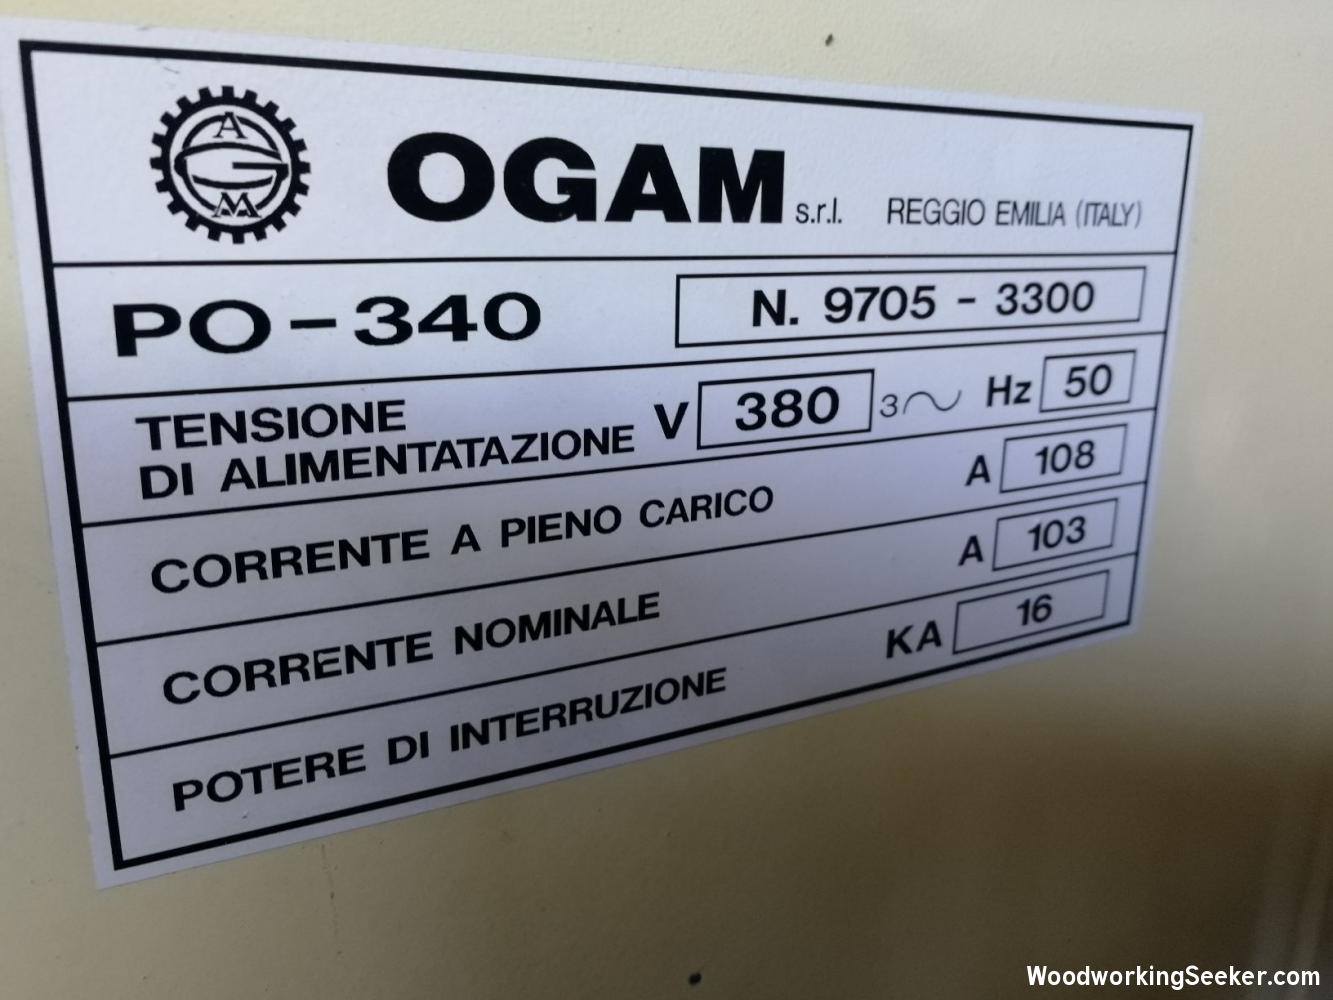 AGM
OGAM s.r.l. REGGIO EMILIA (ITALY)
PO-340 N. 9705 - 3300
TENSIONE
DI ALIMENTATAZIONE V 380 3~ Hz 50
CORRENTE A PIENO CARICO A 108
CORRENTE NOMINALE A 103
POTERE DI INTERRUZIONE KA 16
WoodworkingSeeker.com